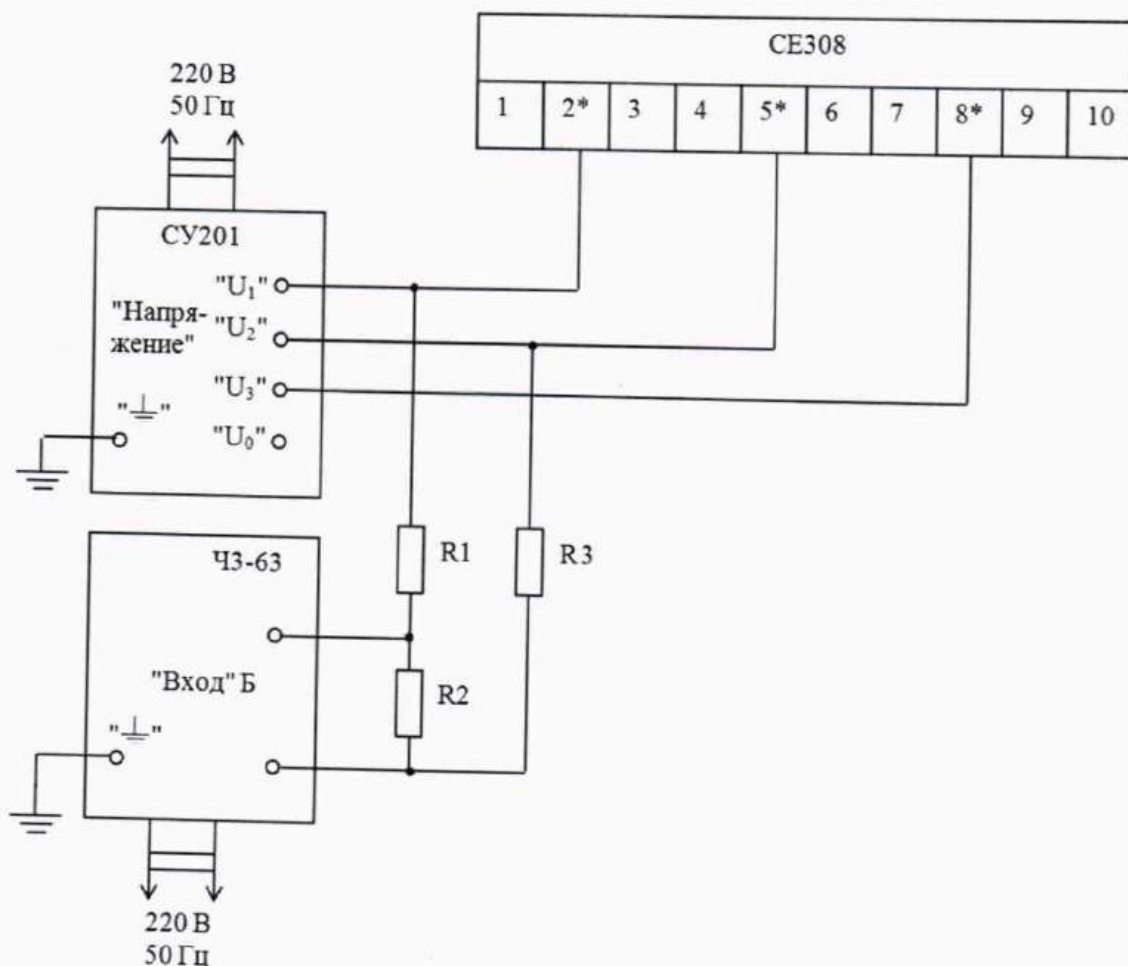 CE308
1 2* 3 4 5* 6 7 8* 9 10
220 В
50 Гц
СУ201
"U₁"
"Напря-
жение"
"U₂"
"U₃"
"⏊"
"U₀"
Ч3-63
R1
R3
"Вход" Б
R2
"⏊"
220 В
50 Гц